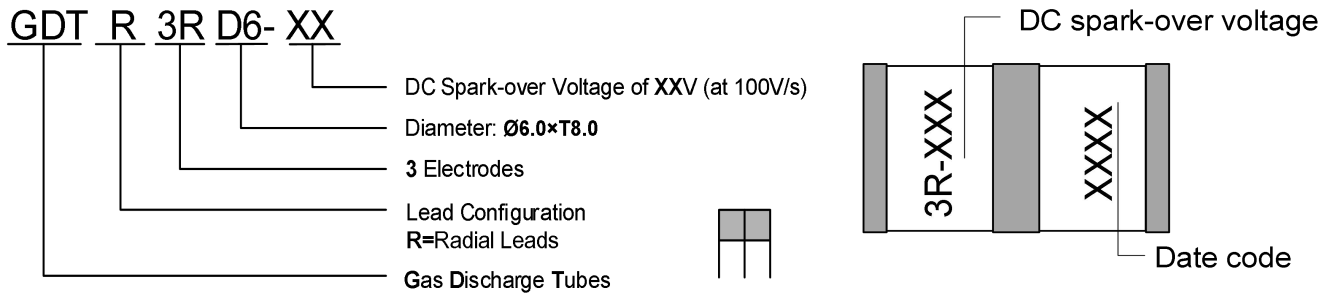 GDT R 3R D6- XX
DC Spark-over Voltage of XXV (at 100V/s)
Diameter: Ø6.0×T8.0
3 Electrodes
Lead Configuration
R=Radial Leads
Gas Discharge Tubes
DC spark-over voltage
3R-XXX
XXXX
Date code